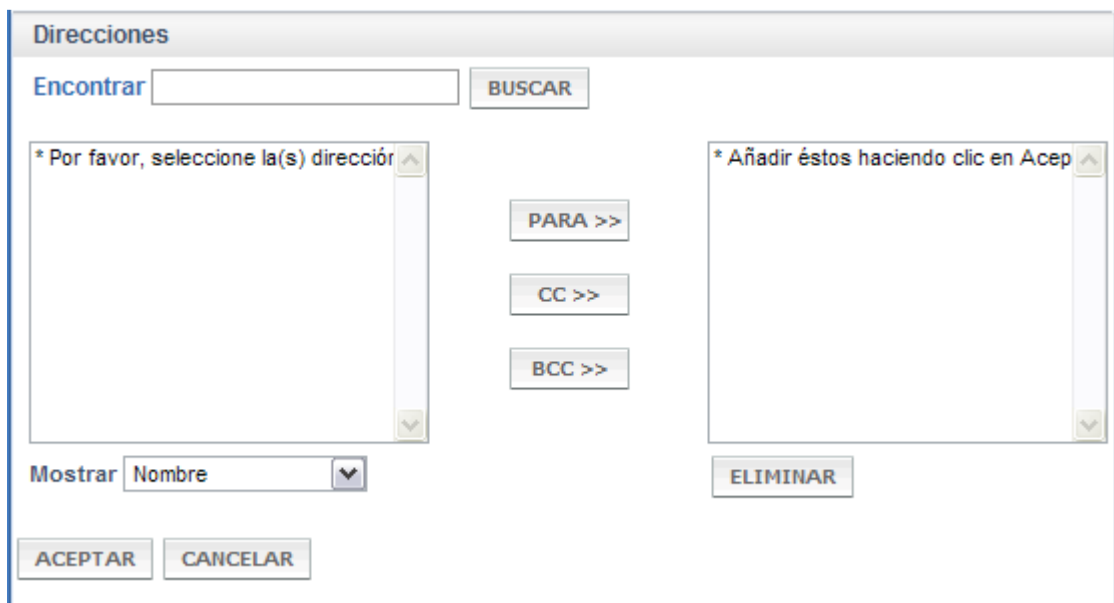 Direcciones
Encontrar BUSCAR
* Por favor, seleccione la(s) dirección
* Añadir éstos haciendo clic en Acep
PARA >>
CC >>
BCC >>
Mostrar Nombre
ELIMINAR
ACEPTAR CANCELAR